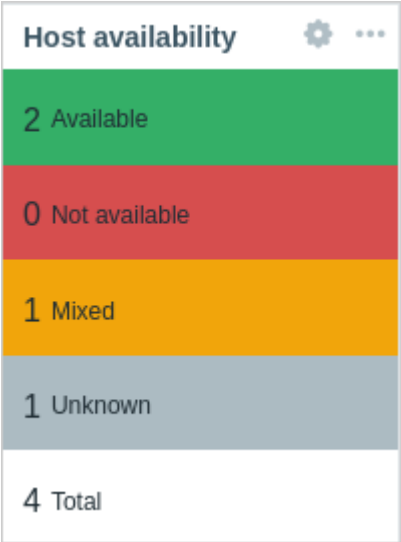 Host availability
2 Available
0 Not available
1 Mixed
1 Unknown
4 Total